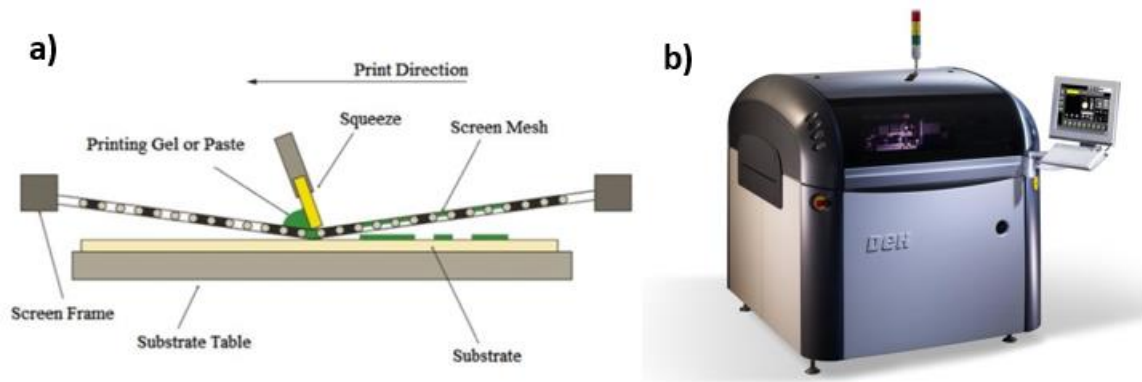 a)
Print Direction
Squeeze
Printing Gel or Paste
Screen Mesh
Screen Frame
Substrate Table
Substrate
b)
DEK